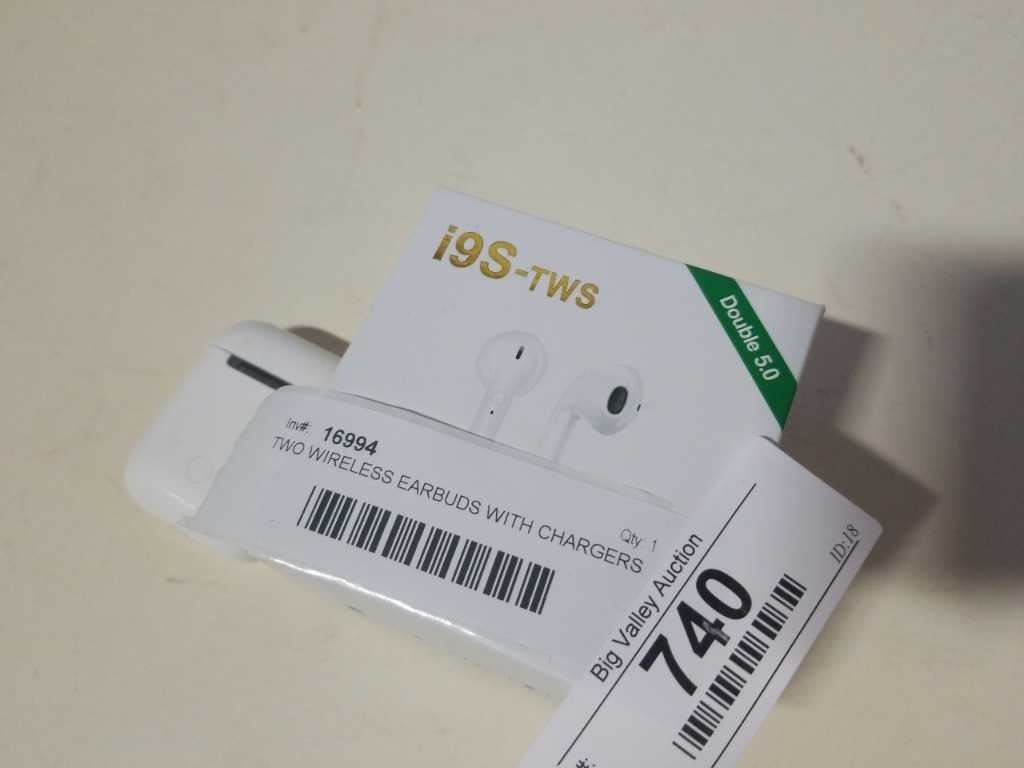 i9S-TWS
Double 5.0
Inv#: 16994
TWO WIRELESS EARBUDS WITH CHARGERS
Qty: 1
Big Valley Auction
740
ID:18